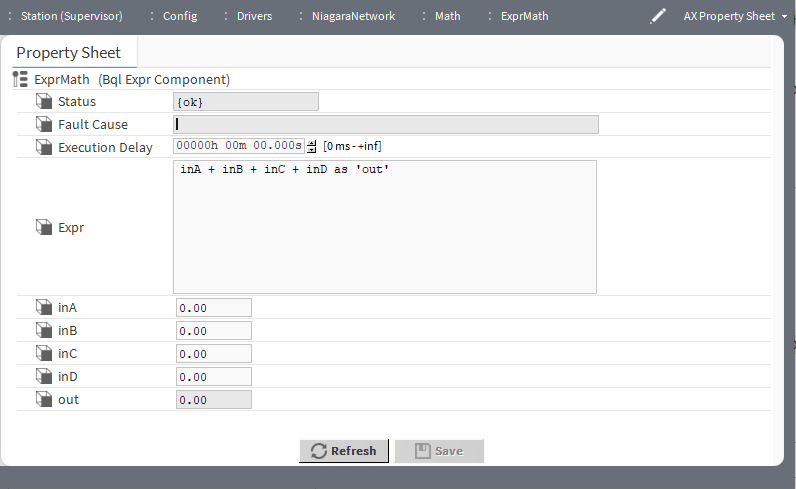 : Station (Supervisor) : Config : Drivers : NiagaraNetwork : Math : ExprMath AX Property Sheet
Property Sheet
ExprMath (Bql Expr Component)
Status {ok}
Fault Cause
Execution Delay 00000h 00m 00.000s [0 ms - +inf]
inA + inB + inC + inD as 'out'
Expr
inA 0.00
inB 0.00
inC 0.00
inD 0.00
out 0.00
Refresh Save